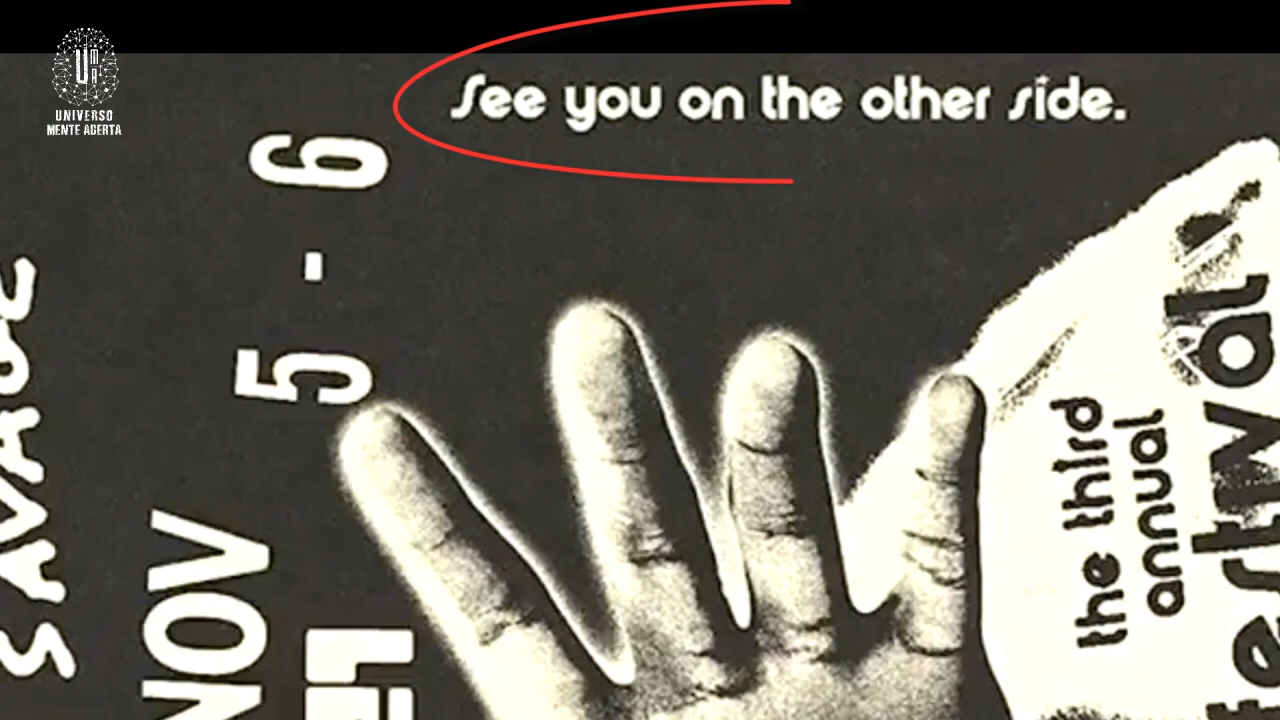 UNIVERSO
MENTE ABERTA
See you on the other side.
NOV
5 - 6
the third
annual
festival